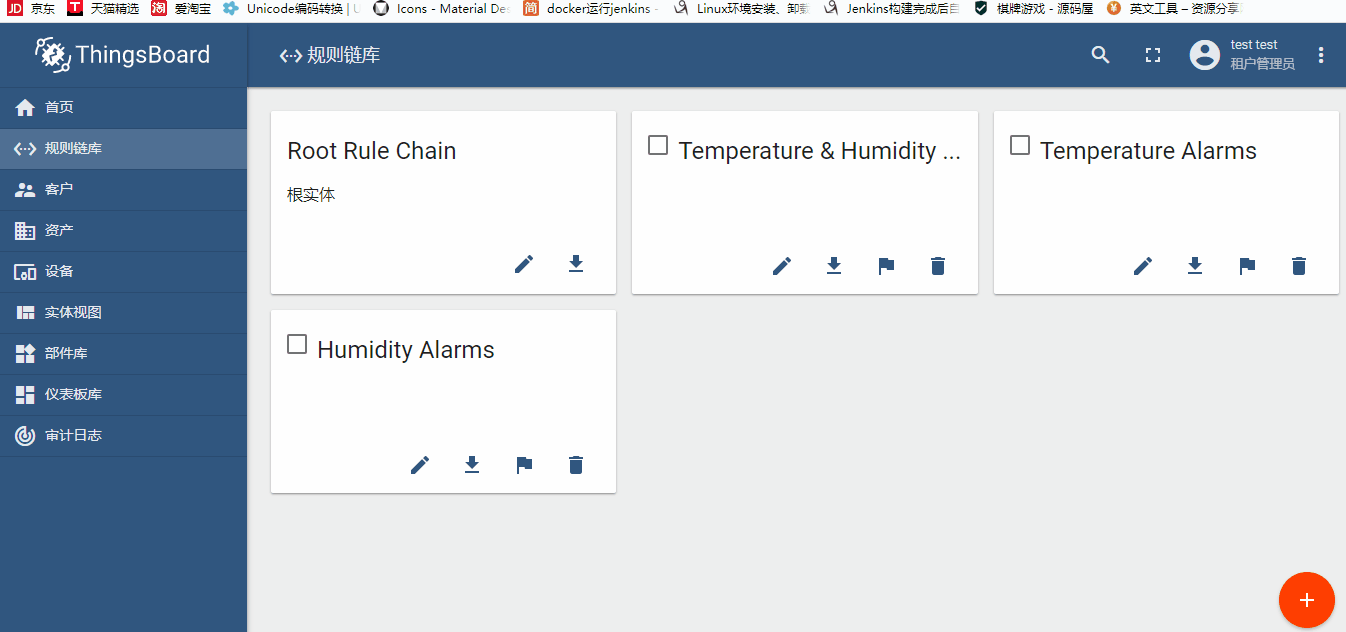 JD 京东 T 天猫精选 淘 爱淘宝 Unicode编码转换 | U Icons - Material De 简 docker运行jenkins - Linux环境安装、卸载 Jenkins构建完成后自 棋牌游戏 - 源码屋 ¥ 英文工具 – 资源分享
ThingsBoard
规则链库
test test
租户管理员
首页
规则链库
客户
资产
设备
实体视图
部件库
仪表板库
审计日志
Root Rule Chain
根实体
Temperature & Humidity ...
Temperature Alarms
Humidity Alarms